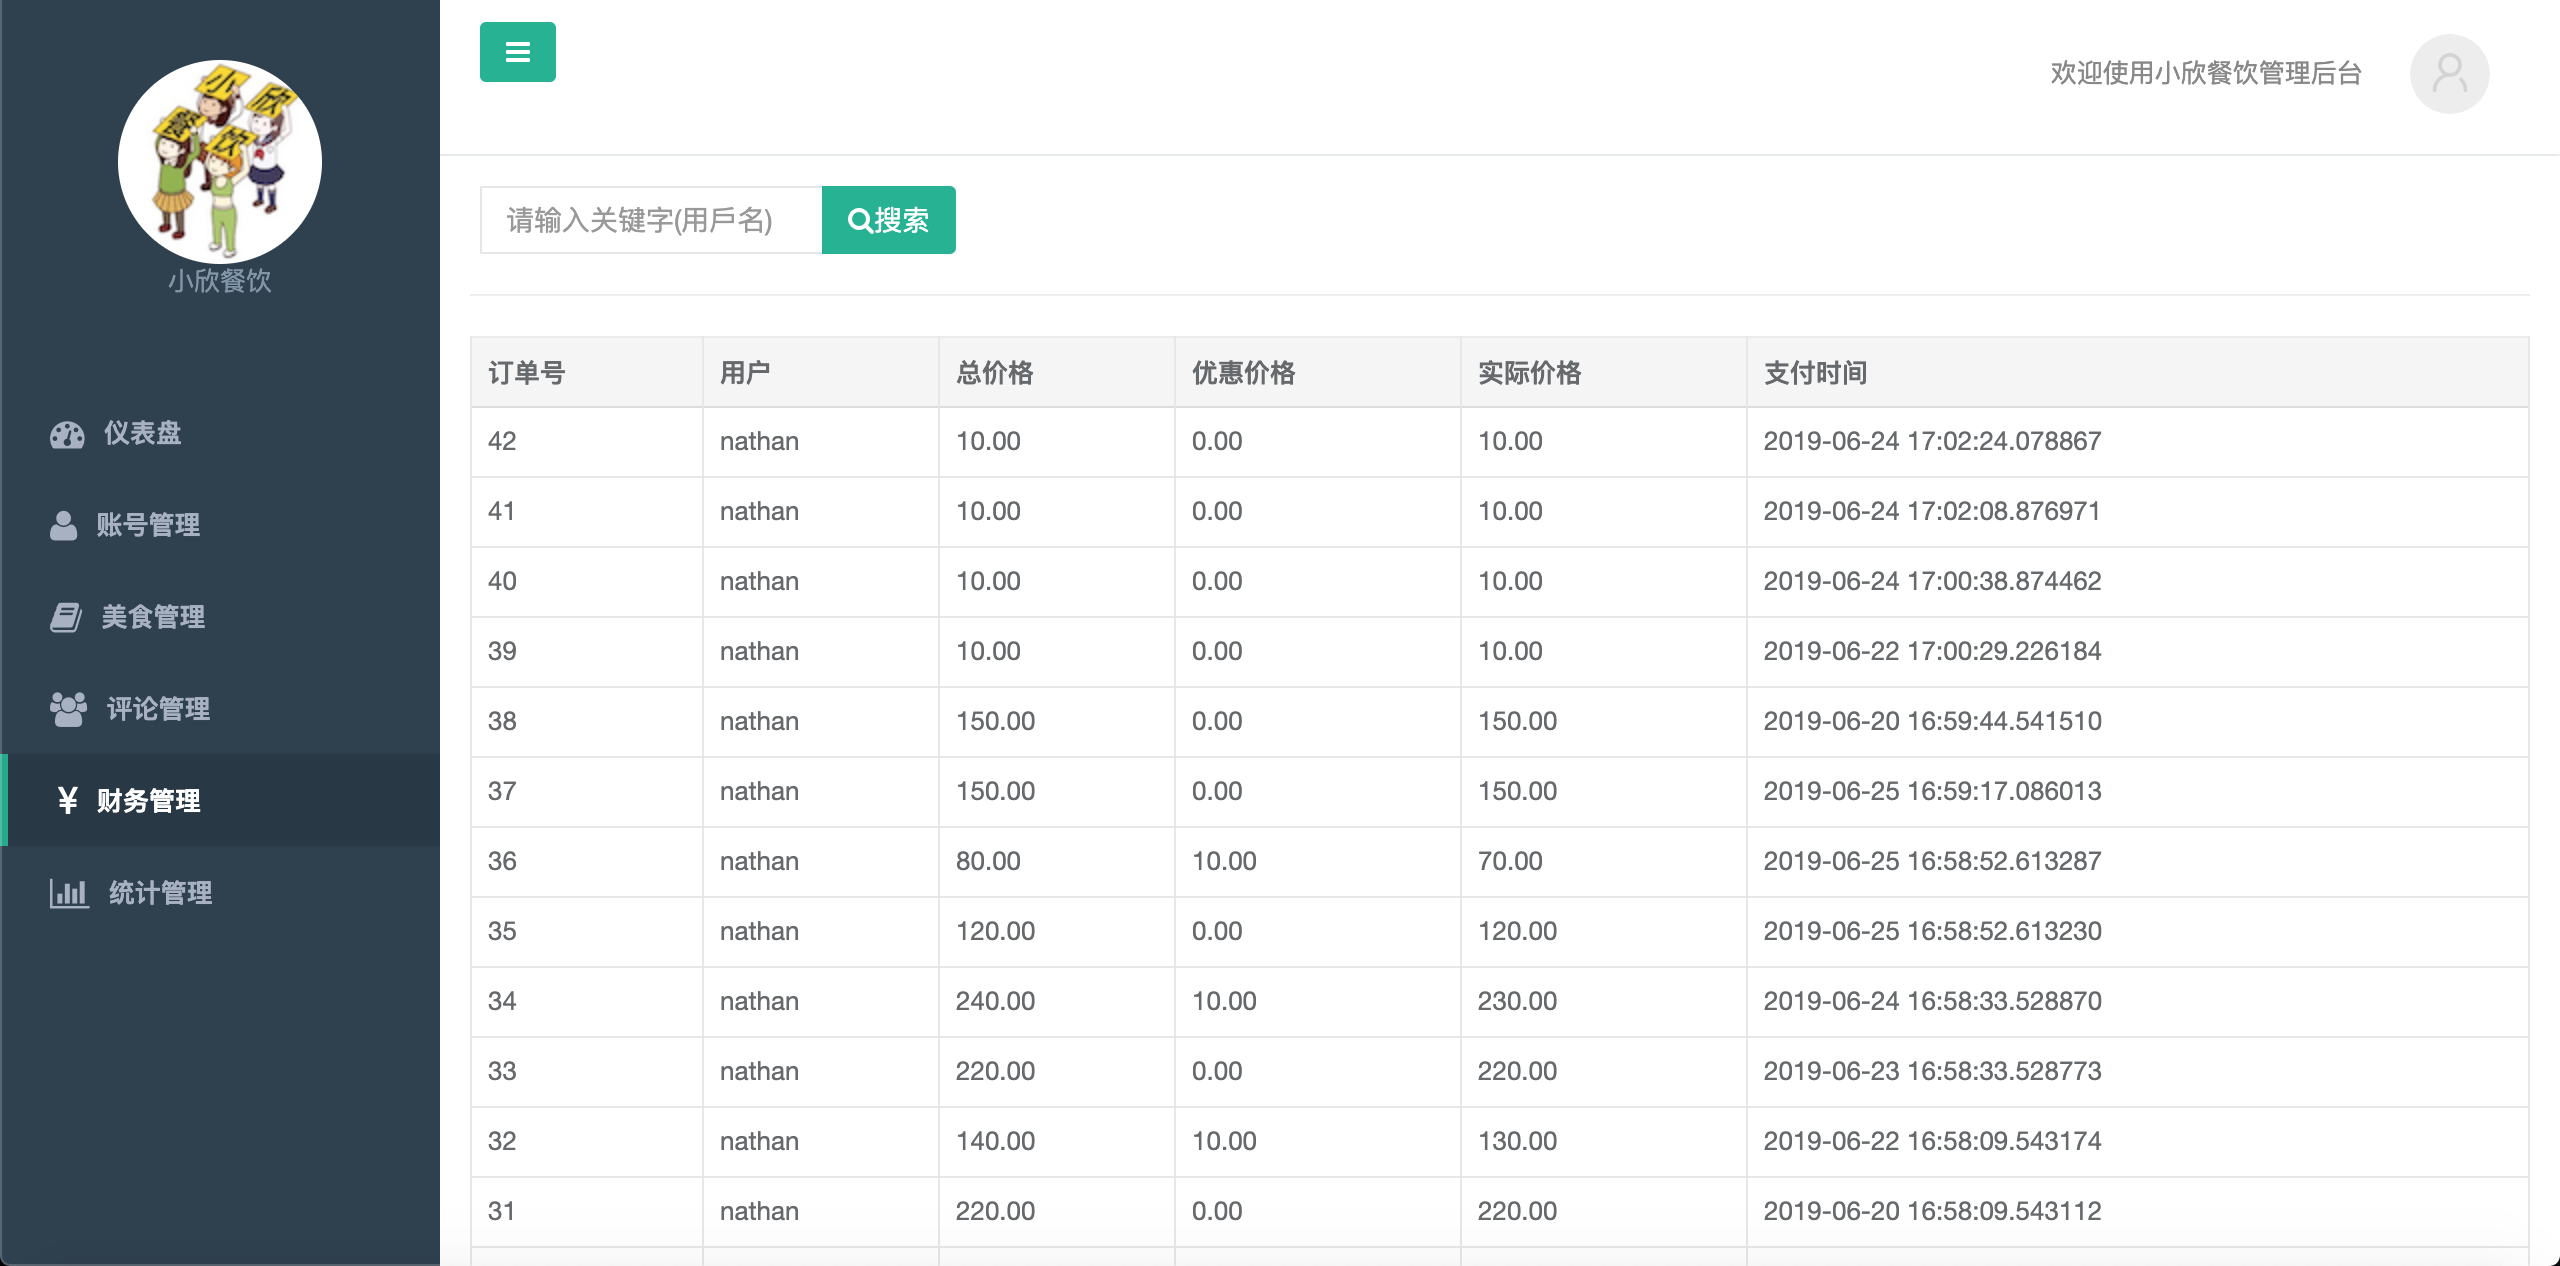 小欣餐饮
小欣餐饮
仪表盘
账号管理
美食管理
评论管理
¥ 财务管理
统计管理
欢迎使用小欣餐饮管理后台
请输入关键字(用戶名) 搜索
订单号 用户 总价格 优惠价格 实际价格 支付时间
42 nathan 10.00 0.00 10.00 2019-06-24 17:02:24.078867
41 nathan 10.00 0.00 10.00 2019-06-24 17:02:08.876971
40 nathan 10.00 0.00 10.00 2019-06-24 17:00:38.874462
39 nathan 10.00 0.00 10.00 2019-06-22 17:00:29.226184
38 nathan 150.00 0.00 150.00 2019-06-20 16:59:44.541510
37 nathan 150.00 0.00 150.00 2019-06-25 16:59:17.086013
36 nathan 80.00 10.00 70.00 2019-06-25 16:58:52.613287
35 nathan 120.00 0.00 120.00 2019-06-25 16:58:52.613230
34 nathan 240.00 10.00 230.00 2019-06-24 16:58:33.528870
33 nathan 220.00 0.00 220.00 2019-06-23 16:58:33.528773
32 nathan 140.00 10.00 130.00 2019-06-22 16:58:09.543174
31 nathan 220.00 0.00 220.00 2019-06-20 16:58:09.543112